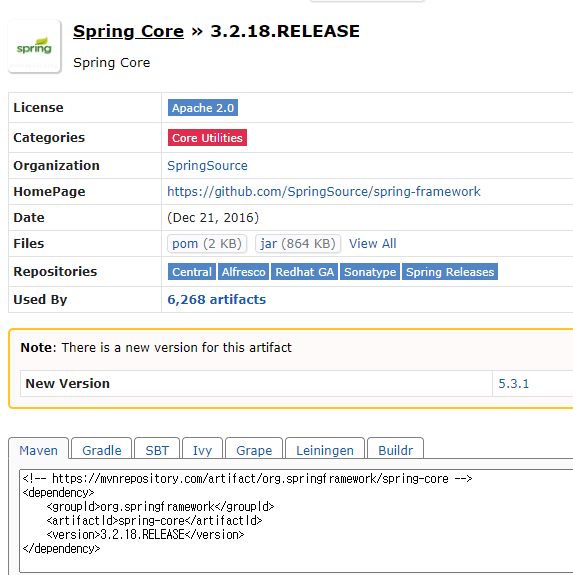 spring
Spring Core » 3.2.18.RELEASE
Spring Core
License Apache 2.0
Categories Core Utilities
Organization SpringSource
HomePage https://github.com/SpringSource/spring-framework
Date (Dec 21, 2016)
Files pom (2 KB) jar (864 KB) View All
Repositories Central Alfresco Redhat GA Sonatype Spring Releases
Used By 6,268 artifacts
Note: There is a new version for this artifact
New Version 5.3.1
Maven Gradle SBT Ivy Grape Leiningen Buildr
<!-- https://mvnrepository.com/artifact/org.springframework/spring-core -->
<dependency>
    <groupId>org.springframework</groupId>
    <artifactId>spring-core</artifactId>
    <version>3.2.18.RELEASE</version>
</dependency>